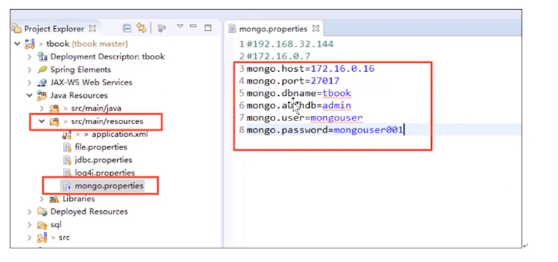 Project Explorer
tbook [tbook master]
Deployment Descriptor: tbook
Spring Elements
JAX-WS Web Services
Java Resources
> src/main/java
> src/main/resources
> application.xml
file.properties
jdbc.properties
log4j.properties
mongo.properties
Libraries
Deployed Resources
sql
> src
mongo.properties
1 #192.168.32.144
2 #172.16.0.7
3 mongo.host=172.16.0.16
4 mongo.port=27017
5 mongo.dbname=tbook
6 mongo.authdb=admin
7 mongo.user=mongouser
8 mongo.password=mongouser001